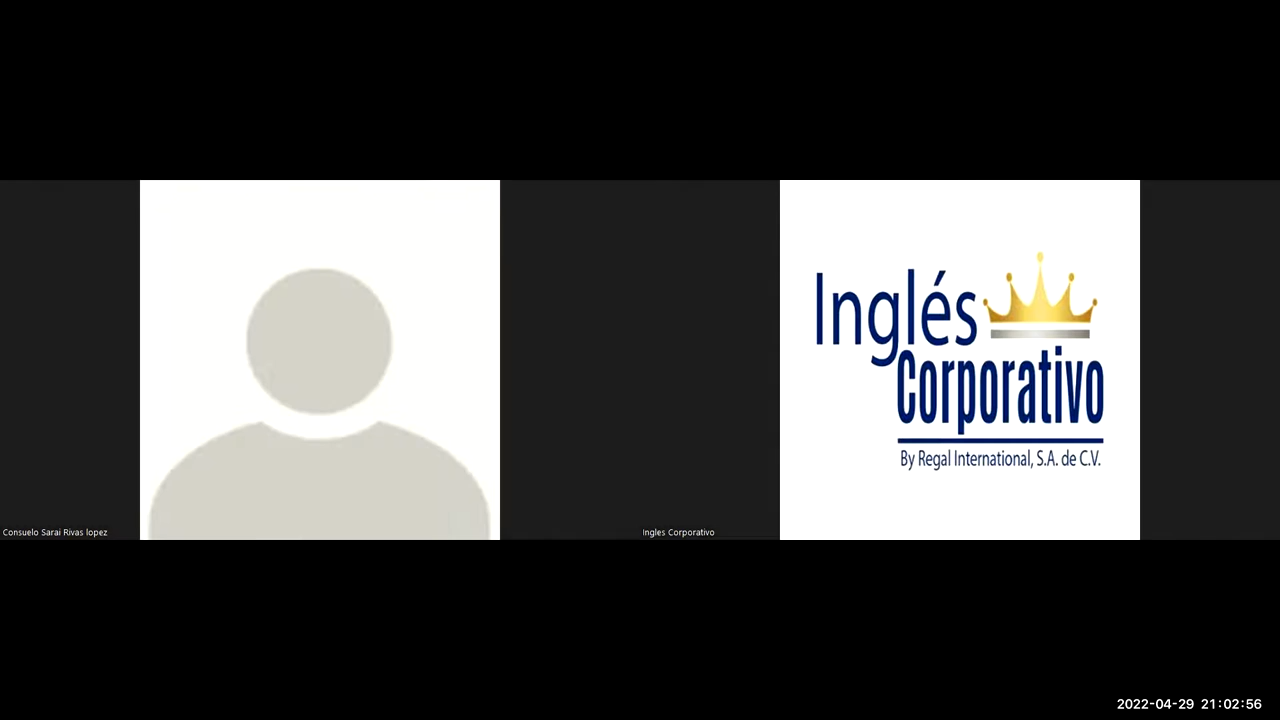 Inglés
Corporativo
By Regal International, S.A. de C.V.
Consuelo Sarai Rivas lopez
Ingles Corporativo
2022-04-29 21:02:56